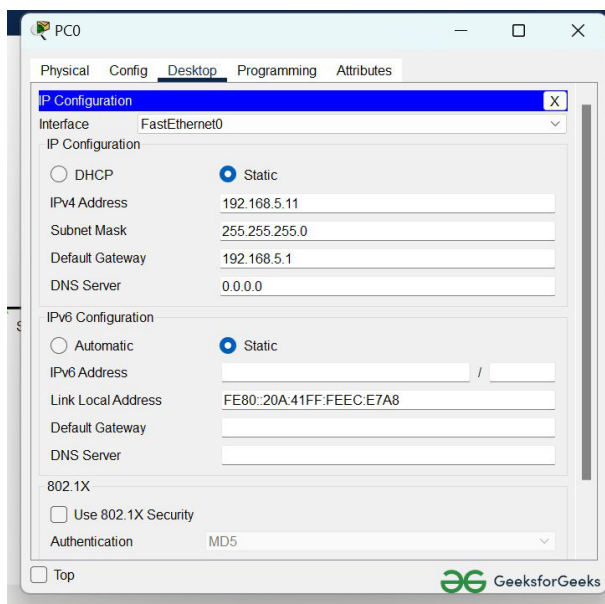 PC0
Physical Config Desktop Programming Attributes
IP Configuration X
Interface FastEthernet0
IP Configuration
DHCP Static
IPv4 Address 192.168.5.11
Subnet Mask 255.255.255.0
Default Gateway 192.168.5.1
DNS Server 0.0.0.0
IPv6 Configuration
Automatic Static
IPv6 Address /
Link Local Address FE80::20A:41FF:FEEC:E7A8
Default Gateway
DNS Server
802.1X
Use 802.1X Security
Authentication MD5
Top
GeeksforGeeks